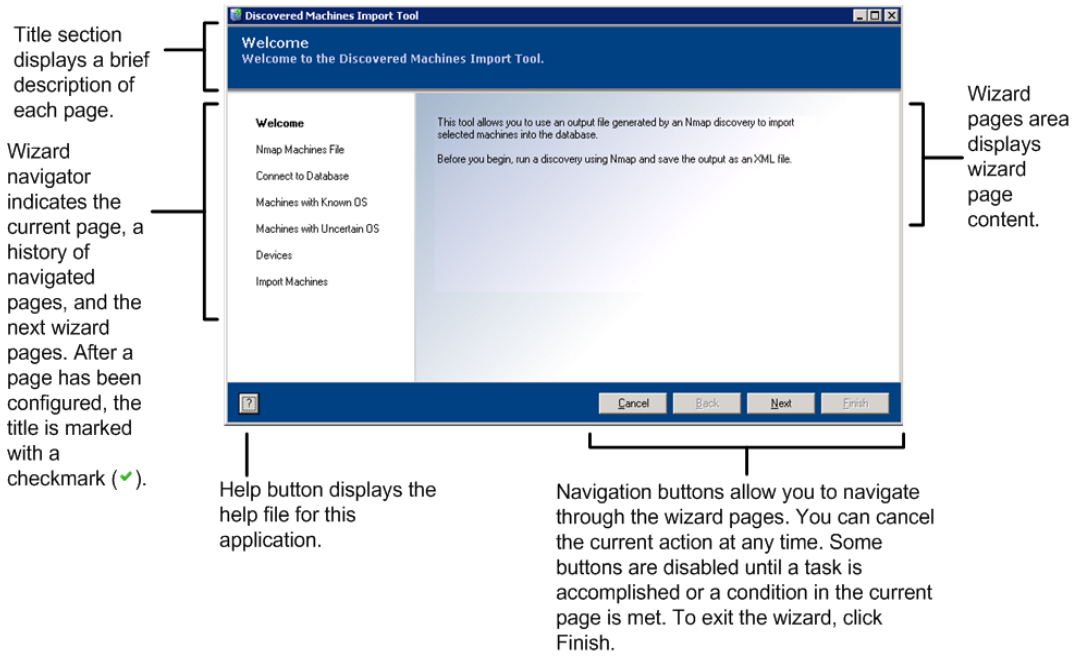 Title section
displays a brief
description of
each page.
Wizard
navigator
indicates the
current page, a
history of
navigated
pages, and the
next wizard
pages. After a
page has been
configured, the
title is marked
with a
checkmark (✔).
Discovered Machines Import Tool
Welcome
Welcome to the Discovered Machines Import Tool.
Welcome
Nmap Machines File
Connect to Database
Machines with Known OS
Machines with Uncertain OS
Devices
Import Machines
This tool allows you to use an output file generated by an Nmap discovery to import
selected machines into the database.
Before you begin, run a discovery using Nmap and save the output as an XML file.
?
Cancel
Back
Next
Finish
Wizard
pages area
displays
wizard
page
content.
Help button displays the
help file for this
application.
Navigation buttons allow you to navigate
through the wizard pages. You can cancel
the current action at any time. Some
buttons are disabled until a task is
accomplished or a condition in the current
page is met. To exit the wizard, click
Finish.